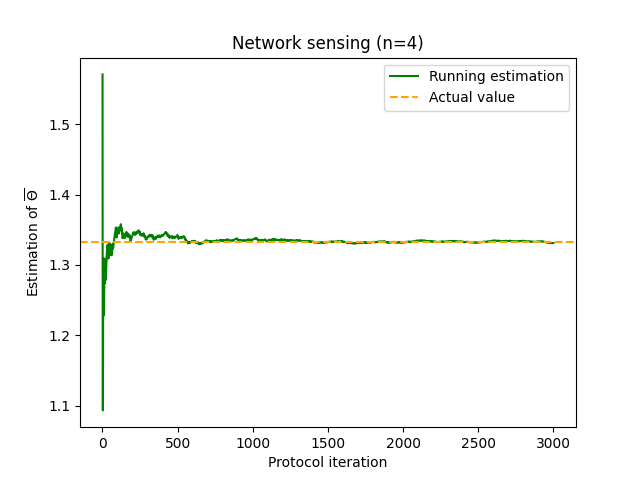 Network sensing (n=4)
Running estimation
Actual value
1.5
1.4
1.3
1.2
1.1
Estimation of Θ̅
0 500 1000 1500 2000 2500 3000
Protocol iteration